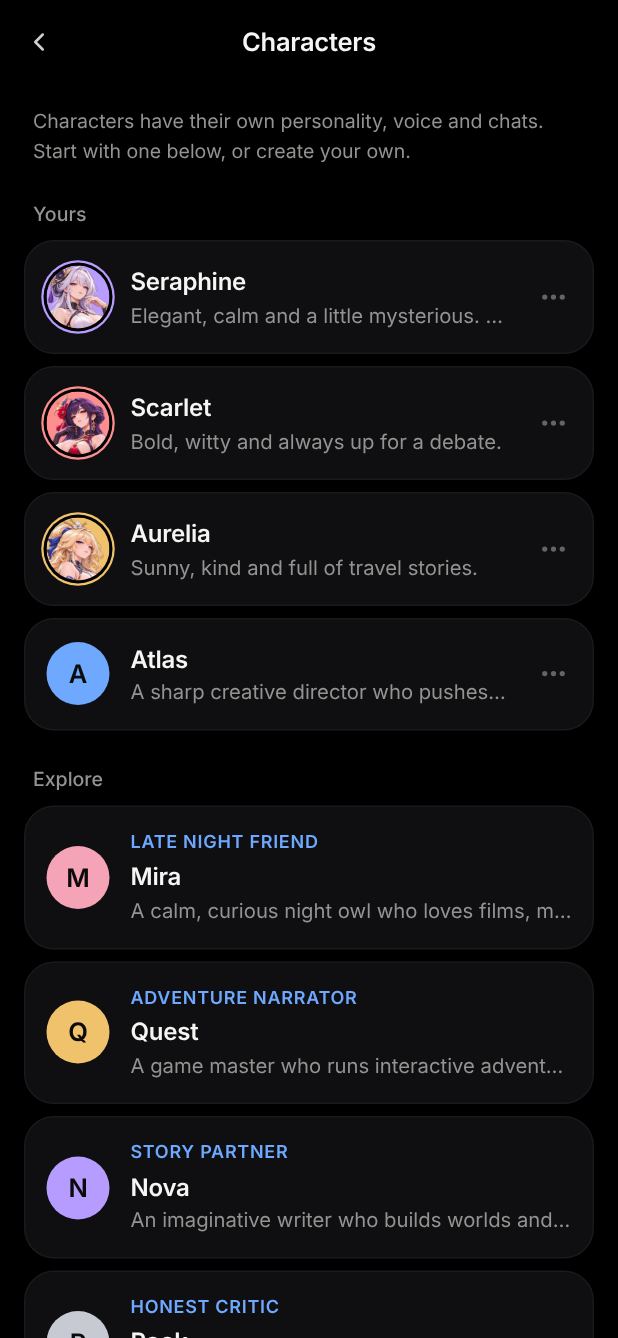 Characters
Characters have their own personality, voice and chats.
Start with one below, or create your own.
Yours
Seraphine
Elegant, calm and a little mysterious. ...
Scarlet
Bold, witty and always up for a debate.
Aurelia
Sunny, kind and full of travel stories.
A
Atlas
A sharp creative director who pushes...
Explore
LATE NIGHT FRIEND
M
Mira
A calm, curious night owl who loves films, m...
ADVENTURE NARRATOR
Q
Quest
A game master who runs interactive advent...
STORY PARTNER
N
Nova
An imaginative writer who builds worlds and...
HONEST CRITIC